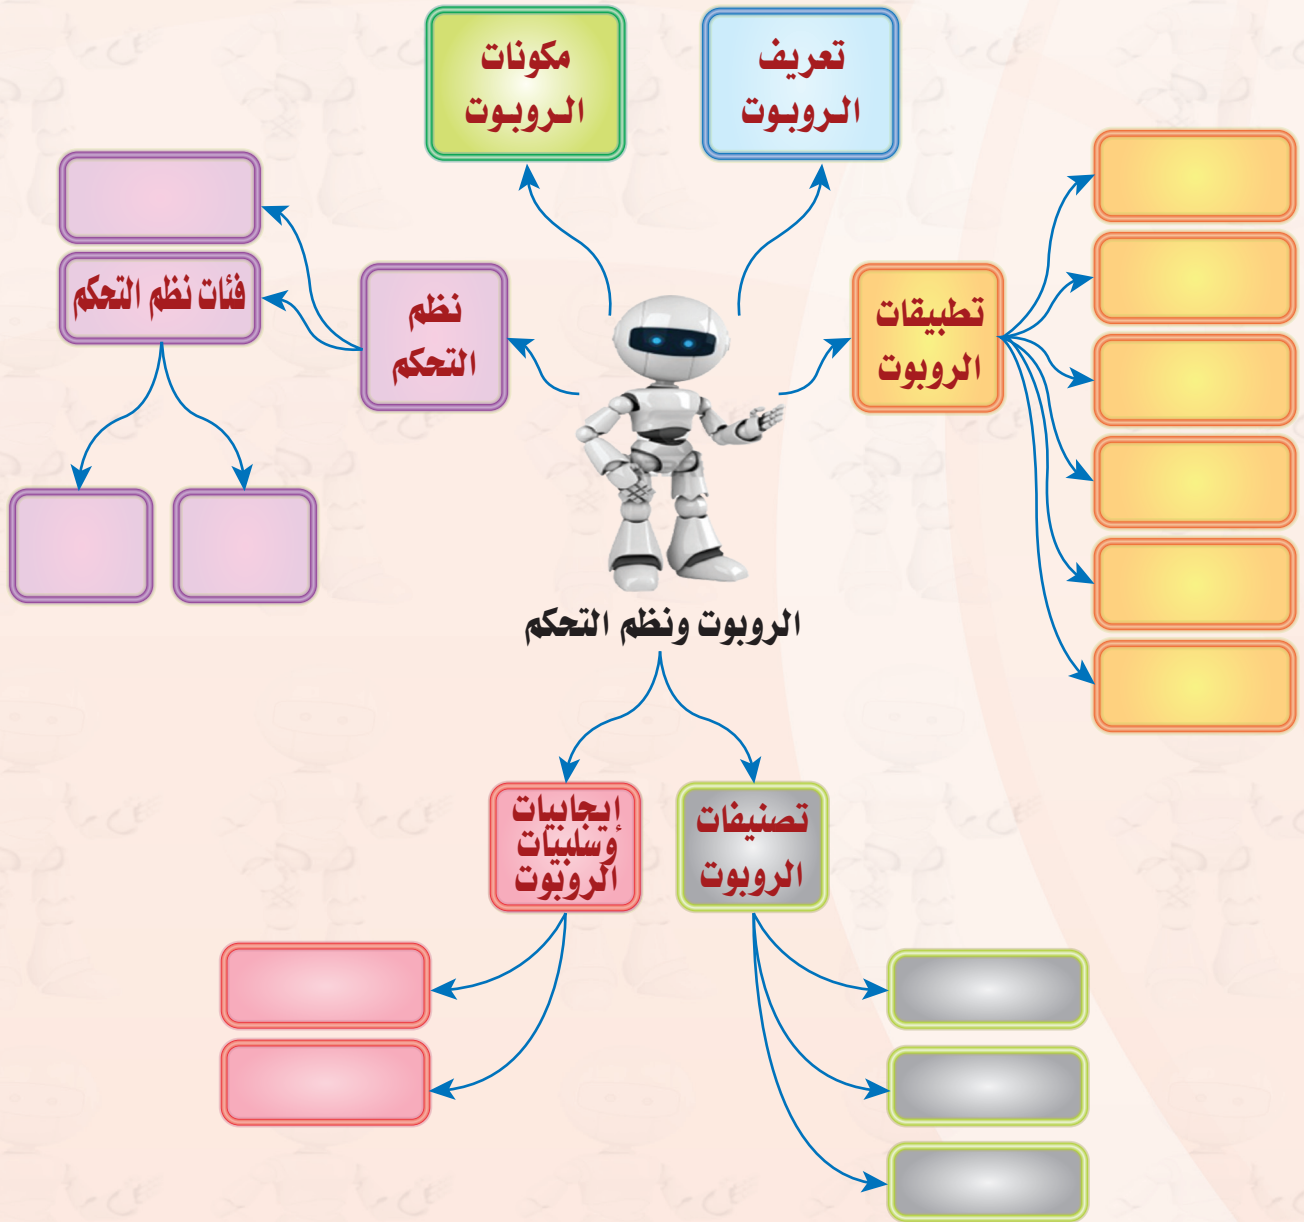 تعريف
الروبوت
مكونات
الروبوت
تطبيقات
الروبوت
نظم
التحكم
فئات نظم التحكم
الروبوت ونظم التحكم
تصنيفات
الروبوت
إيجابيات
وسلبيات
الروبوت